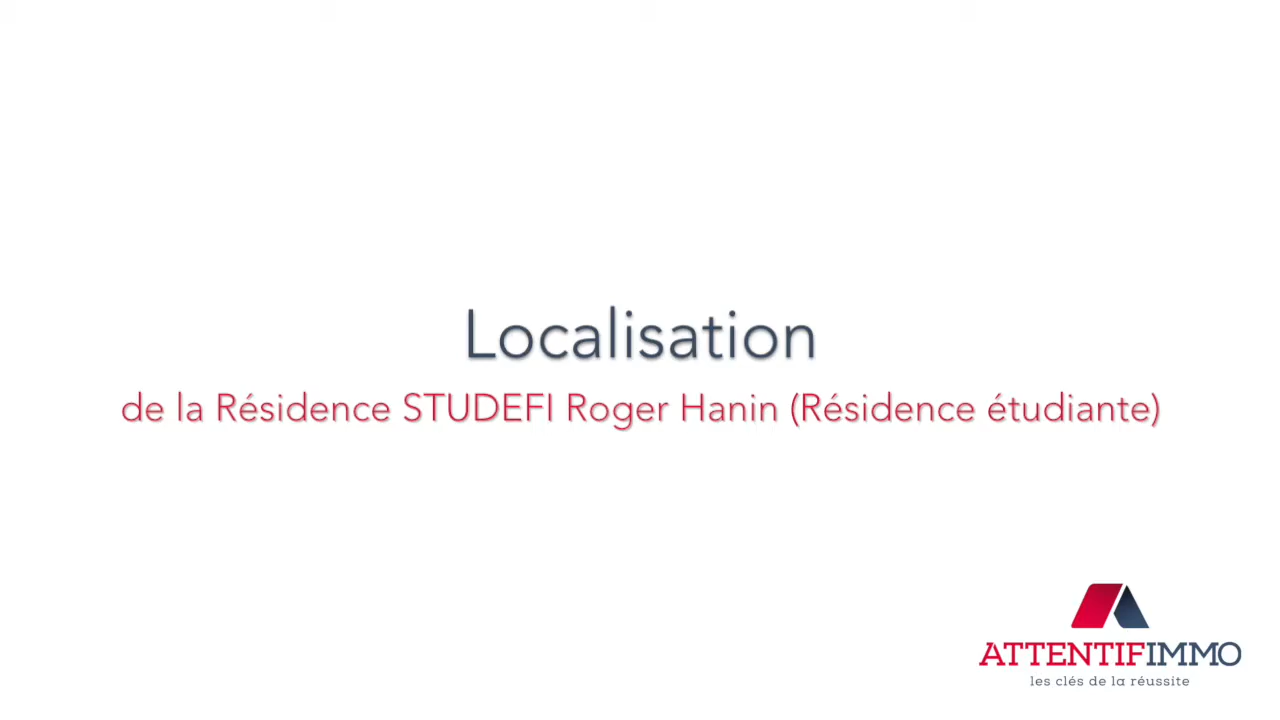 Localisation
de la Résidence STUDEFI Roger Hanin (Résidence étudiante)
ATTENTIFIMMO
les clés de la réussite